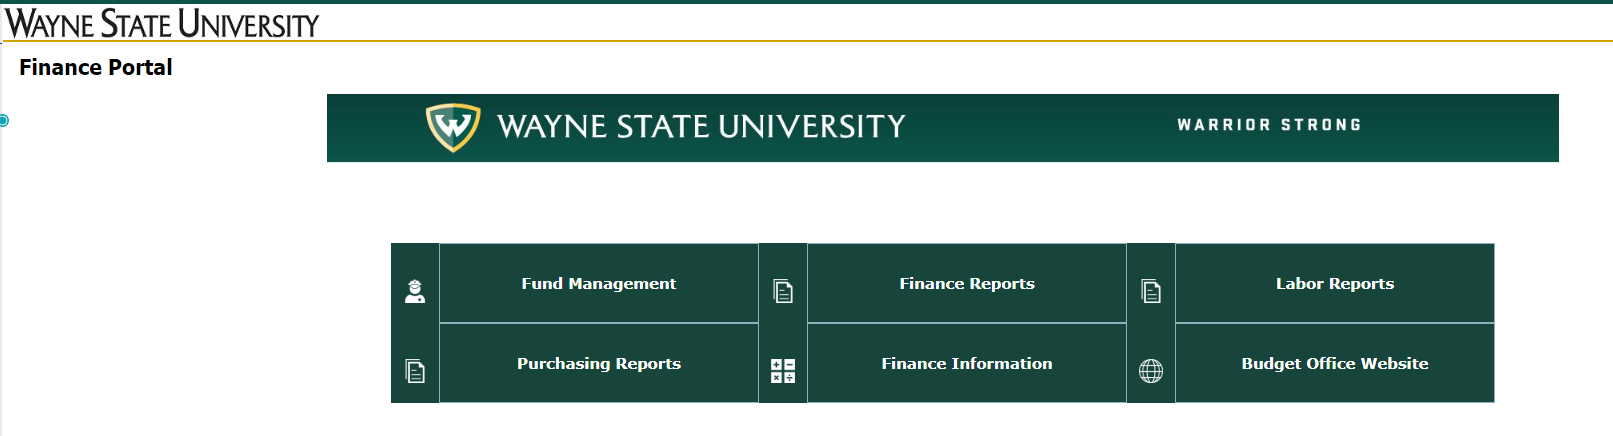 WAYNE STATE UNIVERSITY
Finance Portal
WAYNE STATE UNIVERSITY
WARRIOR STRONG
Fund Management
Finance Reports
Labor Reports
Purchasing Reports
Finance Information
Budget Office Website